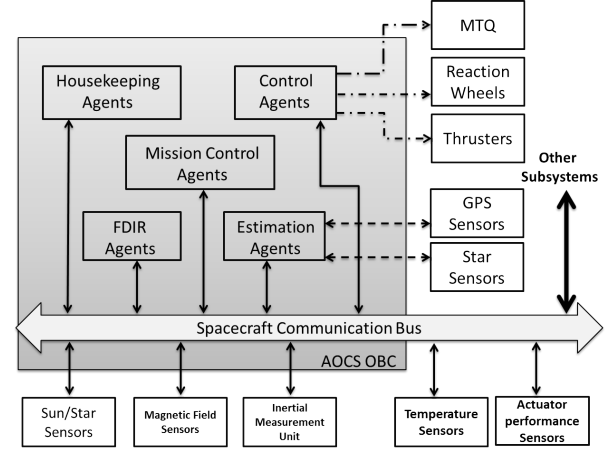 MTQ
Housekeeping
Agents
Control
Agents
Reaction
Wheels
Thrusters
Mission Control
Agents
Other
Subsystems
FDIR
Agents
Estimation
Agents
GPS
Sensors
Star
Sensors
Spacecraft Communication Bus
AOCS OBC
Sun/Star
Sensors
Magnetic Field
Sensors
Inertial
Measurement
Unit
Temperature
Sensors
Actuator
performance
Sensors